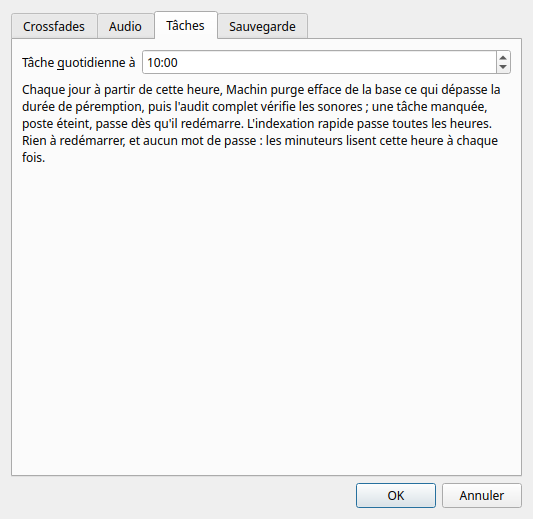 Crossfades Audio Tâches Sauvegarde
Tâche quotidienne à 10:00
Chaque jour à partir de cette heure, Machin purge efface de la base ce qui dépasse la
durée de péremption, puis l'audit complet vérifie les sonores ; une tâche manquée,
poste éteint, passe dès qu'il redémarre. L'indexation rapide passe toutes les heures.
Rien à redémarrer, et aucun mot de passe : les minuteurs lisent cette heure à chaque
fois.
OK Annuler